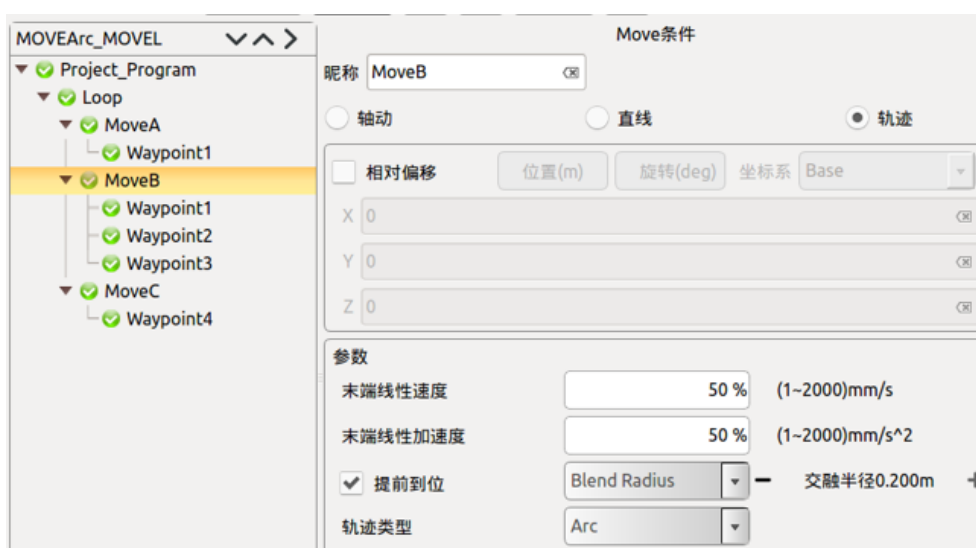 MOVEArc_MOVEL
Project_Program
Loop
MoveA
Waypoint1
MoveB
Waypoint1
Waypoint2
Waypoint3
MoveC
Waypoint4
Move条件
昵称 MoveB
轴动 直线 轨迹
相对偏移 位置(m) 旋转(deg) 坐标系 Base
X 0
Y 0
Z 0
参数
末端线性速度 50 % (1~2000)mm/s
末端线性加速度 50 % (1~2000)mm/s^2
提前到位 Blend Radius 交融半径0.200m
轨迹类型 Arc